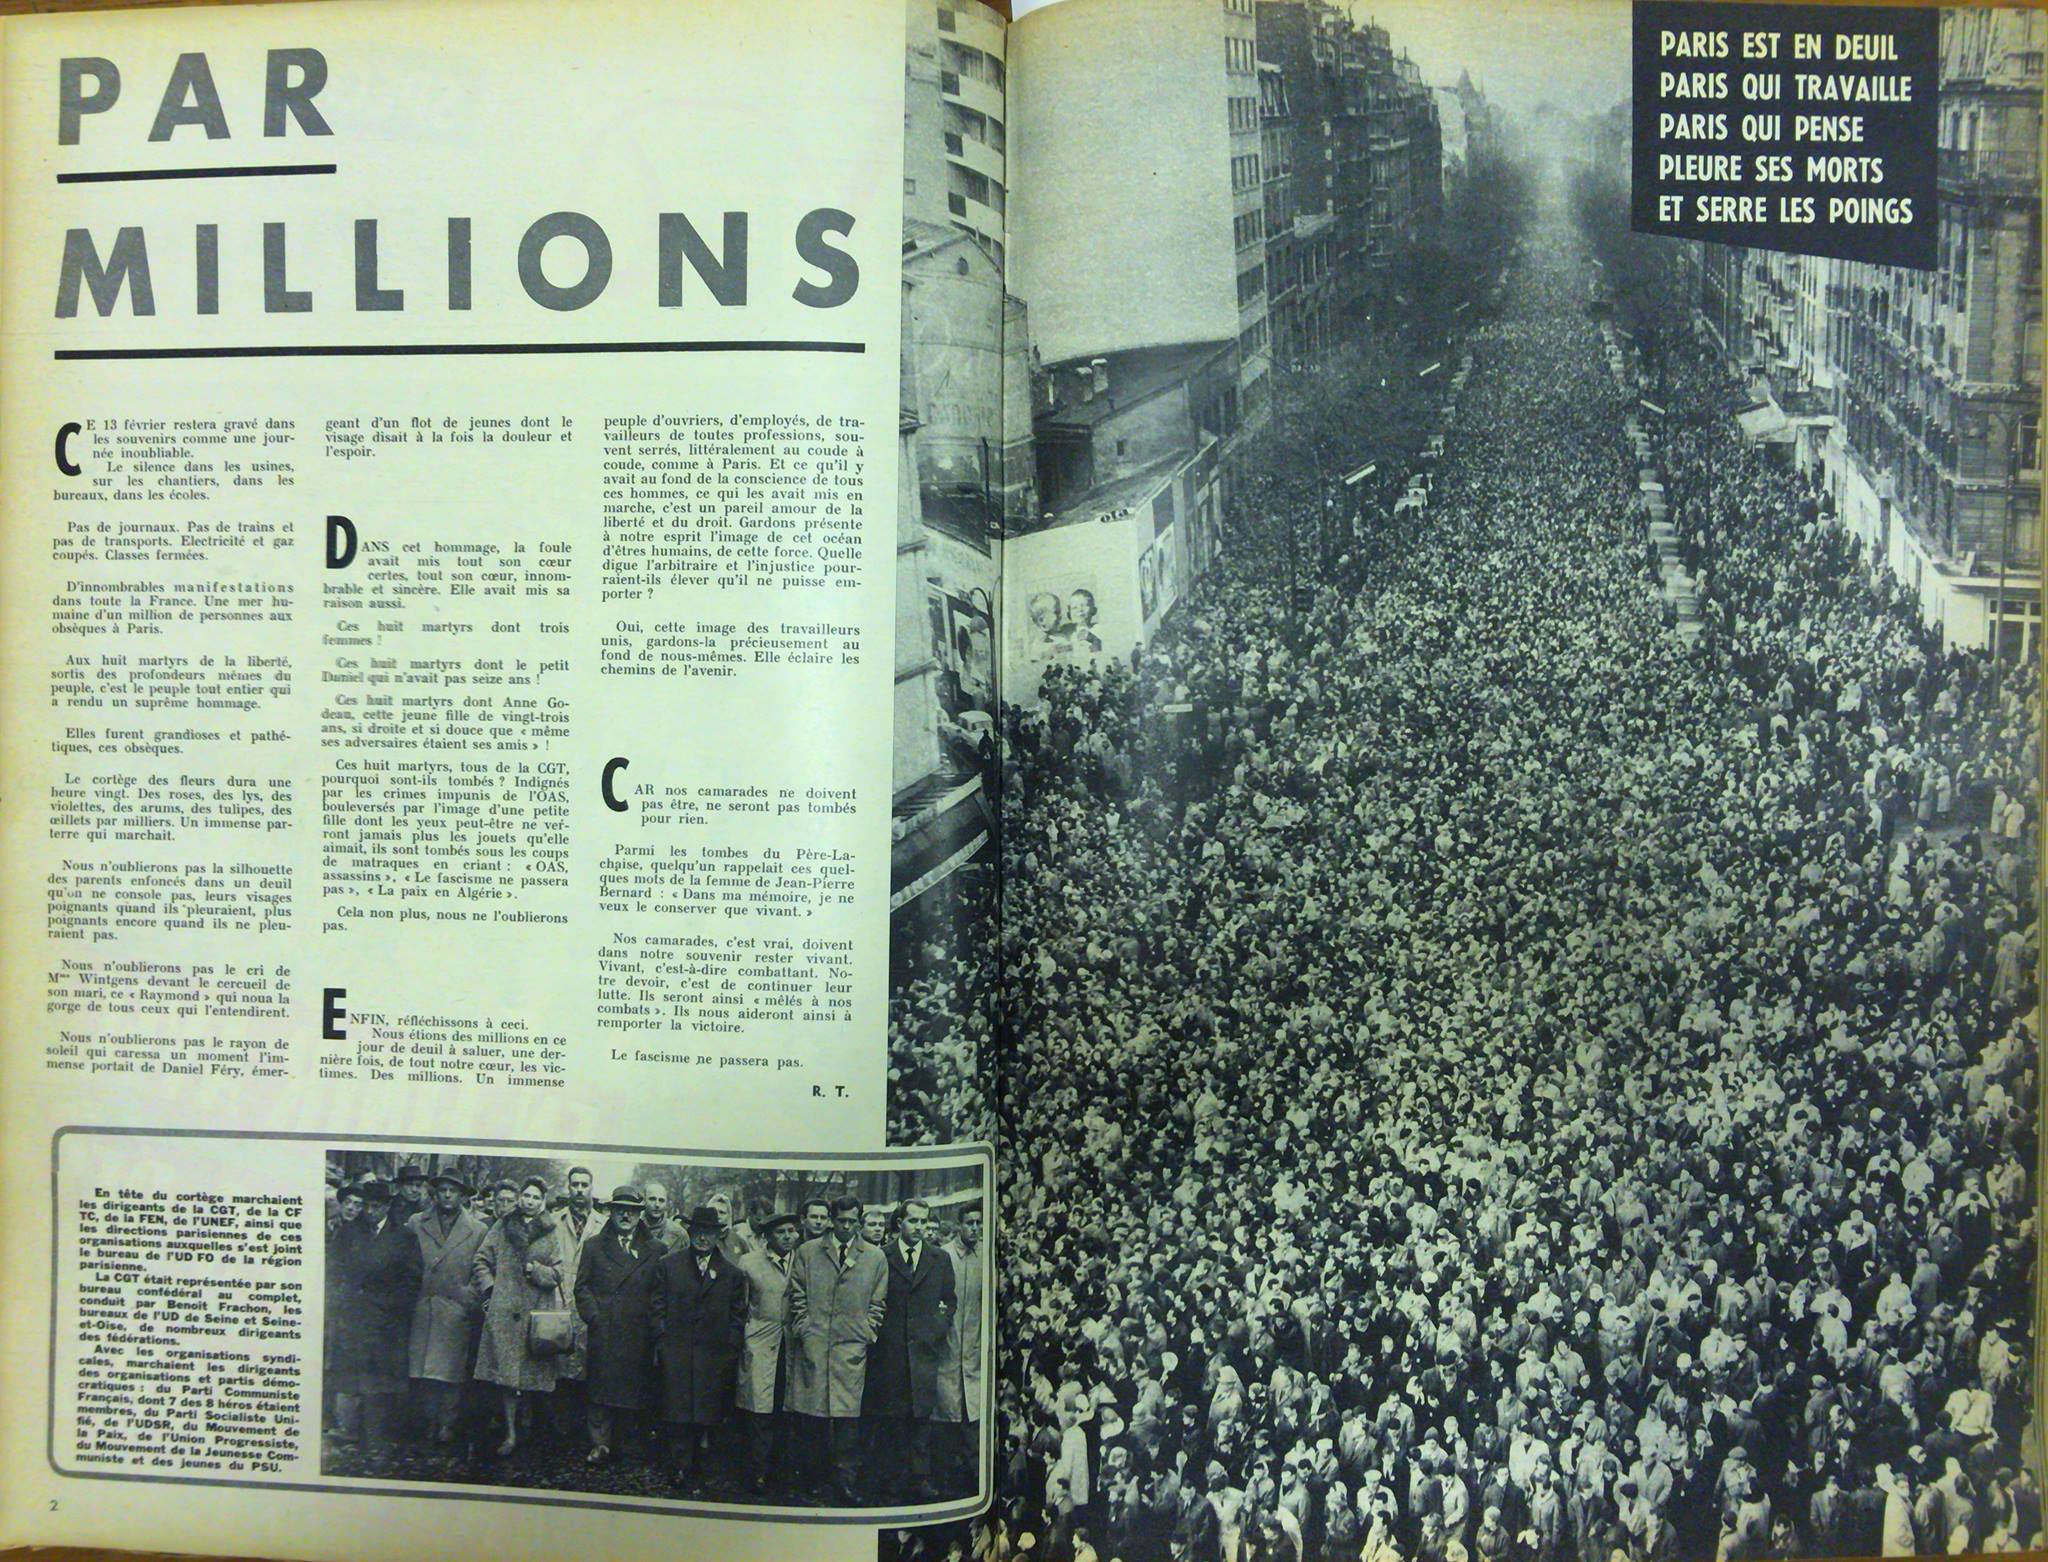 PAR
MILLIONS
CE 13 février restera gravé dans
les souvenirs comme une jour-
née inoubliable.
Le silence dans les usines,
sur les chantiers, dans les
bureaux, dans les écoles.
Pas de journaux. Pas de trains et
pas de transports. Electricité et gaz
coupés. Classes fermées.
D'innombrables manifestations
dans toute la France. Une mer hu-
maine d'un million de personnes aux
obsèques à Paris.
Aux huit martyrs de la liberté,
sortis des profondeurs mêmes du
peuple, c'est le peuple tout entier qui
a rendu un suprême hommage.
Elles furent grandioses et pathé-
tiques, ces obsèques.
Le cortège des fleurs dura une
heure vingt. Des roses, des lys, des
violettes, des arums, des tulipes, des
œillets par milliers. Un immense par-
terre qui marchait.
Nous n'oublierons pas la silhouette
des parents enfoncés dans un deuil
qu'on ne console pas, leurs visages
poignants quand ils pleuraient, plus
poignants encore quand ils ne pleu-
raient pas.
Nous n'oublierons pas le cri de
Mme Wintgens devant le cercueil de
son mari, ce « Raymond » qui noua la
gorge de tous ceux qui l'entendirent.
Nous n'oublierons pas le rayon de
soleil qui caressa un moment l'im-
mense portait de Daniel Féry, émer-
geant d'un flot de jeunes dont le
visage disait à la fois la douleur et
l'espoir.
DANS cet hommage, la foule
avait mis tout son cœur
certes, tout son cœur, innom-
brable et sincère. Elle avait mis sa
raison aussi.
Ces huit martyrs dont trois
femmes !
Ces huit martyrs dont le petit
Daniel qui n'avait pas seize ans !
Ces huit martyrs dont Anne Go-
deau, cette jeune fille de vingt-trois
ans, si droite et si douce que « même
ses adversaires étaient ses amis » !
Ces huit martyrs, tous de la CGT,
pourquoi sont-ils tombés ? Indignés
par les crimes impunis de l'OAS,
bouleversés par l'image d'une petite
fille dont les yeux peut-être ne ver-
ront jamais plus les jouets qu'elle
aimait, ils sont tombés sous les coups
de matraques en criant : « OAS,
assassins », « Le fascisme ne passera
pas », « La paix en Algérie ».
Cela non plus, nous ne l'oublierons
pas.
ENFIN, réfléchissons à ceci.
Nous étions des millions en ce
jour de deuil à saluer, une der-
nière fois, de tout notre cœur, les vic-
times. Des millions. Un immense
peuple d'ouvriers, d'employés, de tra-
vailleurs de toutes professions, sou-
vent serrés, littéralement au coude à
coude, comme à Paris. Et ce qu'il y
avait au fond de la conscience de tous
ces hommes, ce qui les avait mis en
marche, c'est un pareil amour de la
liberté et du droit. Gardons présente
à notre esprit l'image de cet océan
d'êtres humains, de cette force. Quelle
digue l'arbitraire et l'injustice pour-
raient-ils élever qu'il ne puisse em-
porter ?
Oui, cette image des travailleurs
unis, gardons-la précieusement au
fond de nous-mêmes. Elle éclaire les
chemins de l'avenir.
CAR nos camarades ne doivent
pas être, ne seront pas tombés
pour rien.
Parmi les tombes du Père-La-
chaise, quelqu'un rappelait ces quel-
ques mots de la femme de Jean-Pierre
Bernard : « Dans ma mémoire, je ne
veux le conserver que vivant. »
Nos camarades, c'est vrai, doivent
dans notre souvenir rester vivant.
Vivant, c'est-à-dire combattant. No-
tre devoir, c'est de continuer leur
lutte. Ils seront ainsi « mêlés à nos
combats ». Ils nous aideront ainsi à
remporter la victoire.
Le fascisme ne passera pas.
R. T.
En tête du cortège marchaient
les dirigeants de la CGT, de la CF
TC, de la FEN, de l'UNEF, ainsi que
les directions parisiennes de ces
organisations auxquelles s'est joint
le bureau de l'UD FO de la région
parisienne.
La CGT était représentée par son
bureau confédéral au complet,
conduit par Benoit Frachon, les
bureaux de l'UD de Seine et Seine-
et-Oise, de nombreux dirigeants
des fédérations.
Avec les organisations syndi-
cales, marchaient les dirigeants
des organisations et partis démo-
cratiques : du Parti Communiste
Français, dont 7 des 8 héros étaient
membres, du Parti Socialiste Uni-
fié, de l'UDSR, du Mouvement de
la Paix, de l'Union Progressiste,
du Mouvement de la Jeunesse Com-
muniste et des jeunes du PSU.
2
PARIS EST EN DEUIL
PARIS QUI TRAVAILLE
PARIS QUI PENSE
PLEURE SES MORTS
ET SERRE LES POINGS